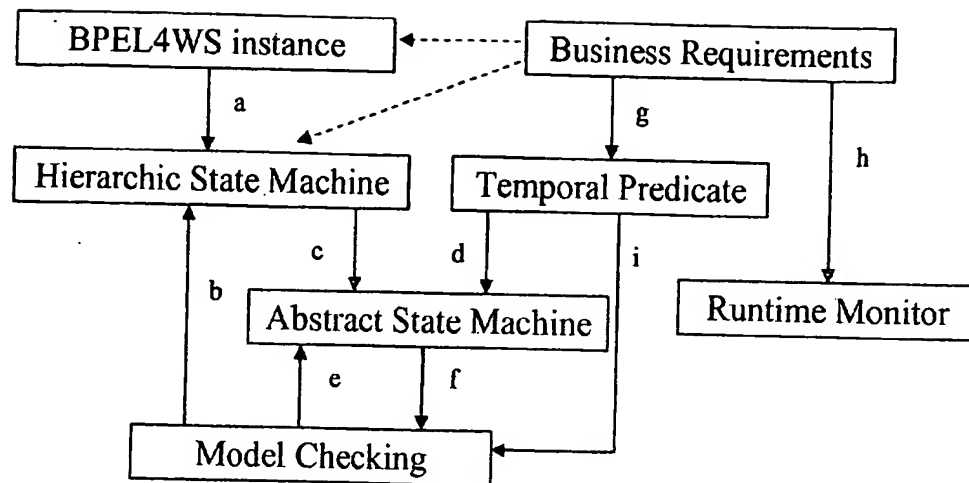 BPEL4WS instance
Business Requirements
a
g
h
Hierarchic State Machine
Temporal Predicate
c
d
i
b
Abstract State Machine
Runtime Monitor
e
f
Model Checking